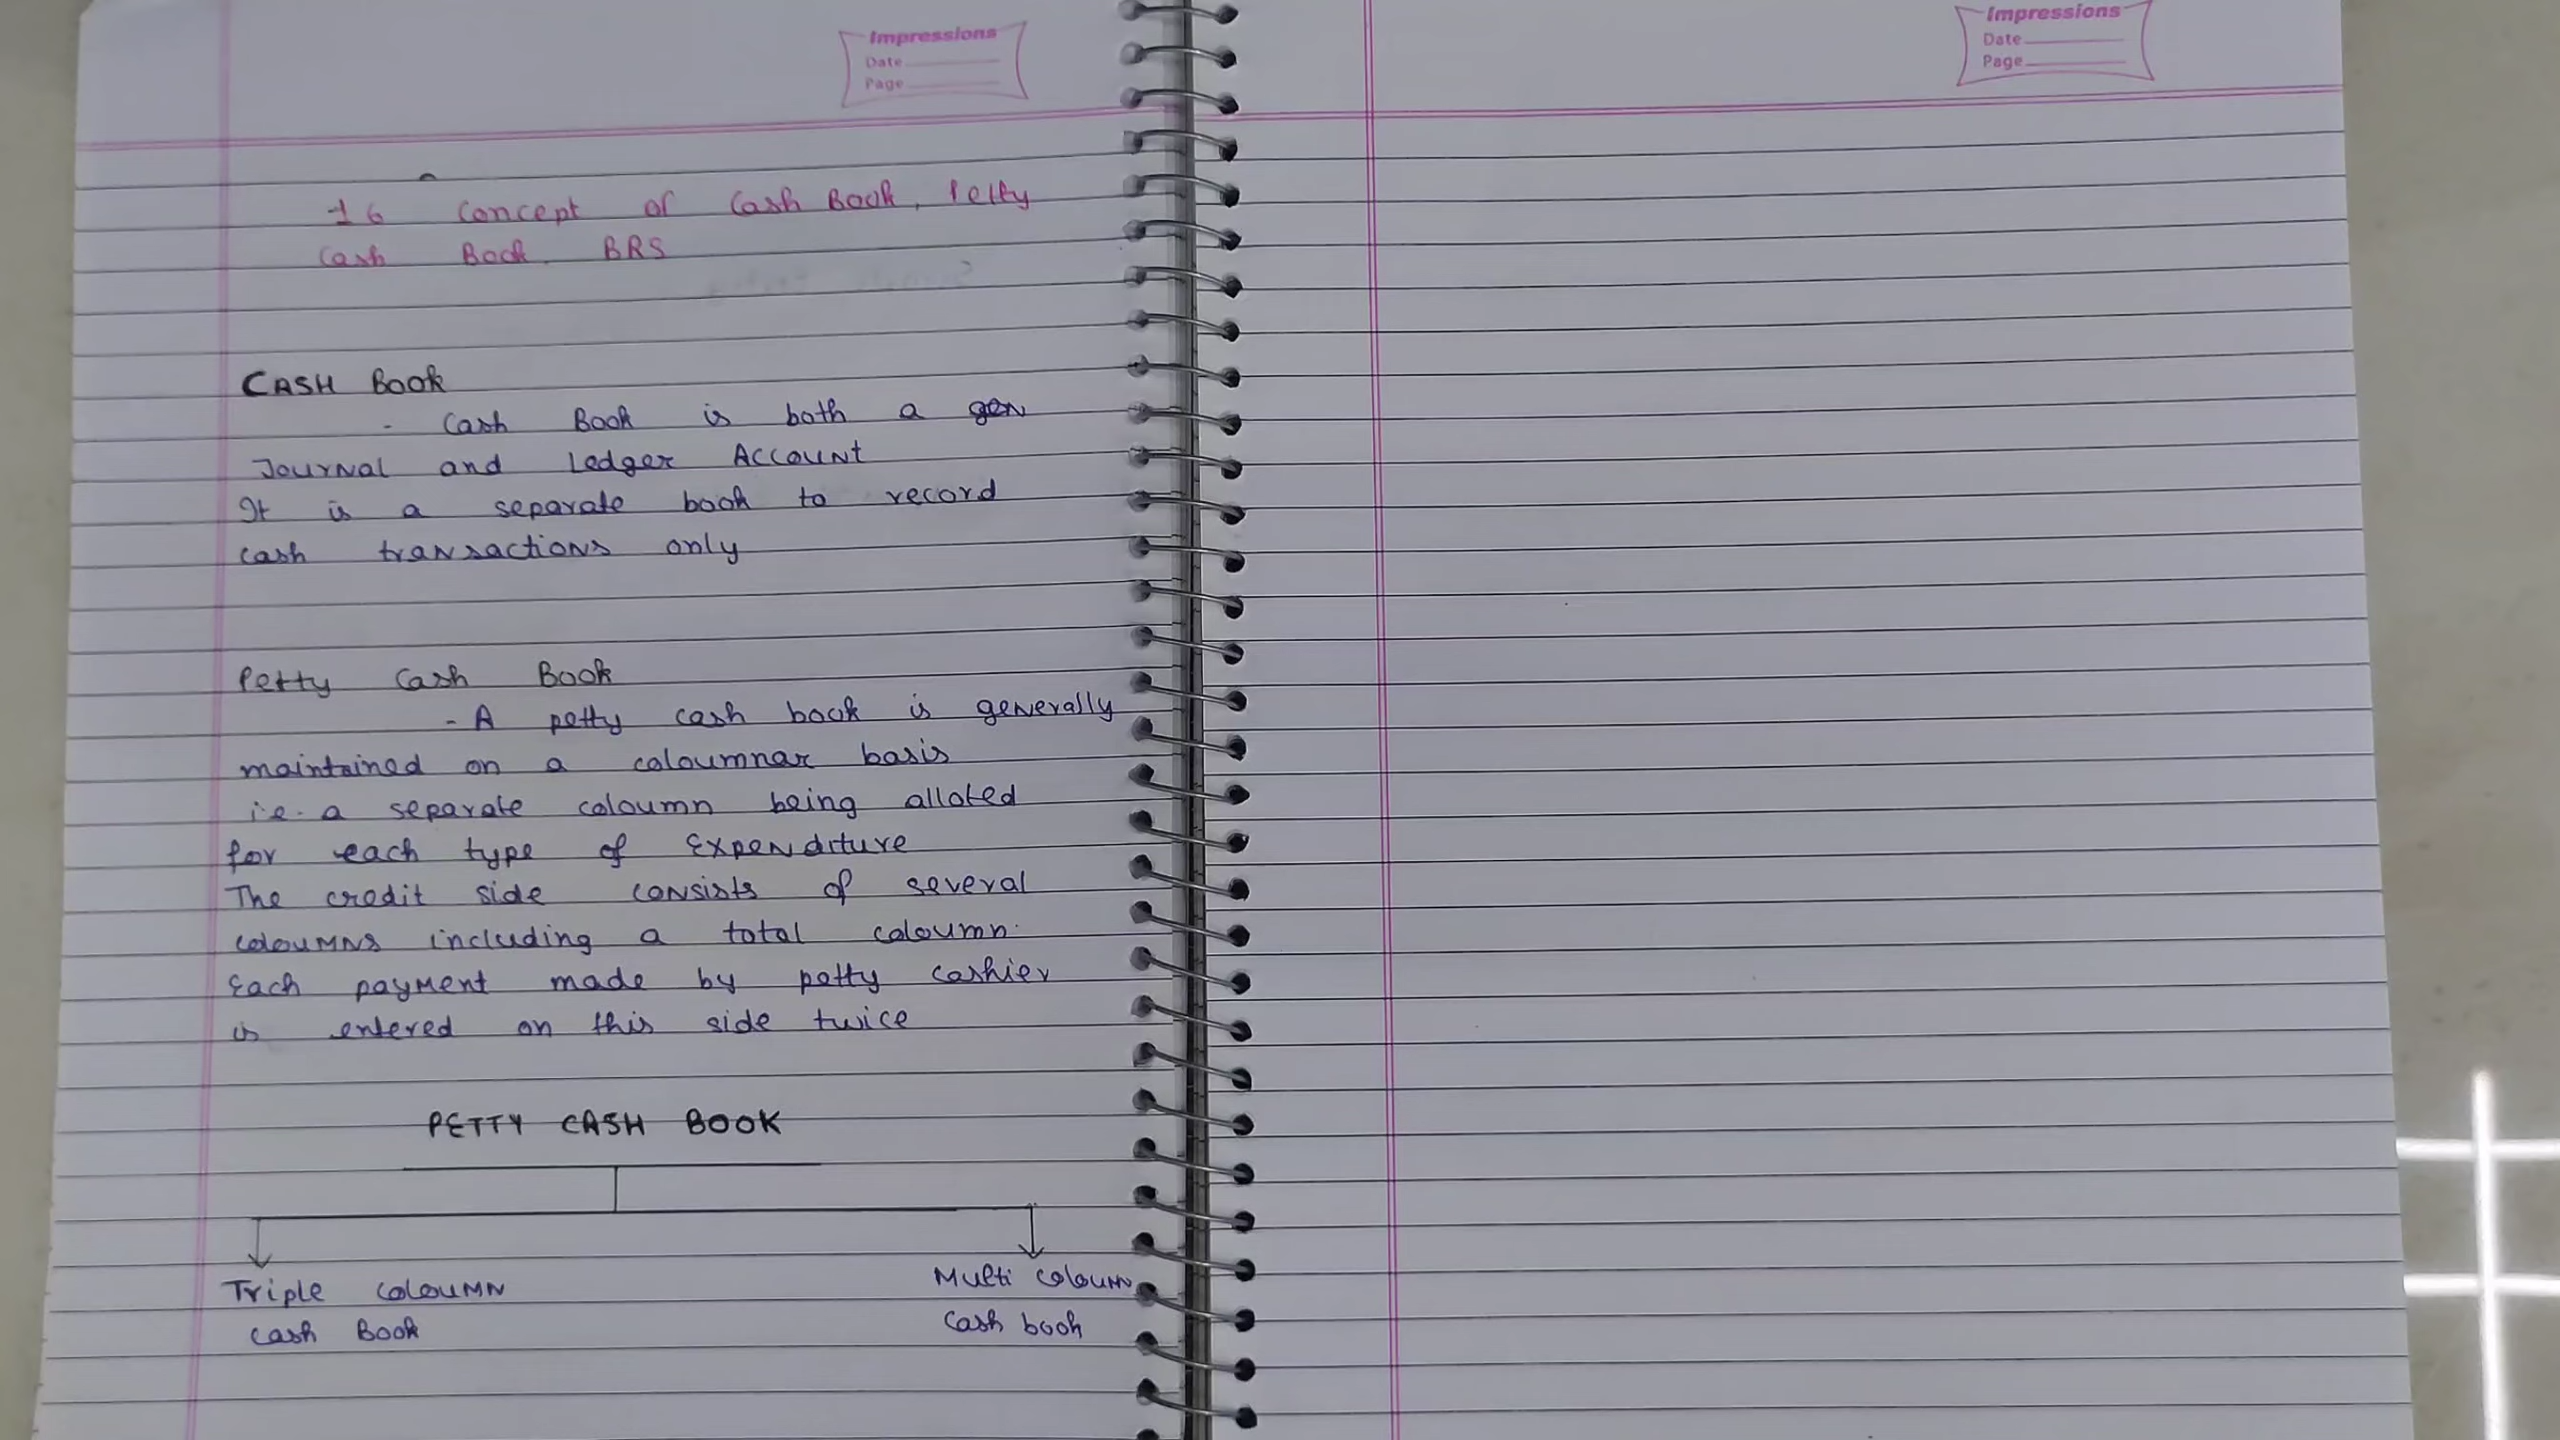 Impressions
Date
Page
16 Concept of Cash Book, Petty
Cash Book BRS
CASH BOOK
- Cash Book is both a gen
Journal and Ledger Account
It is a separate book to record
cash transactions only
Petty Cash Book
- A petty cash book is generally
maintained on a coloumnar basis
i.e. a separate coloumn being alloted
for each type of Expenditure
The credit side consists of several
coloumns including a total coloumn.
Each payment made by petty cashier
is entered on this side twice
PETTY CASH BOOK
Triple coloumn
cash Book
Multi coloumn
cash book
Impressions
Date
Page